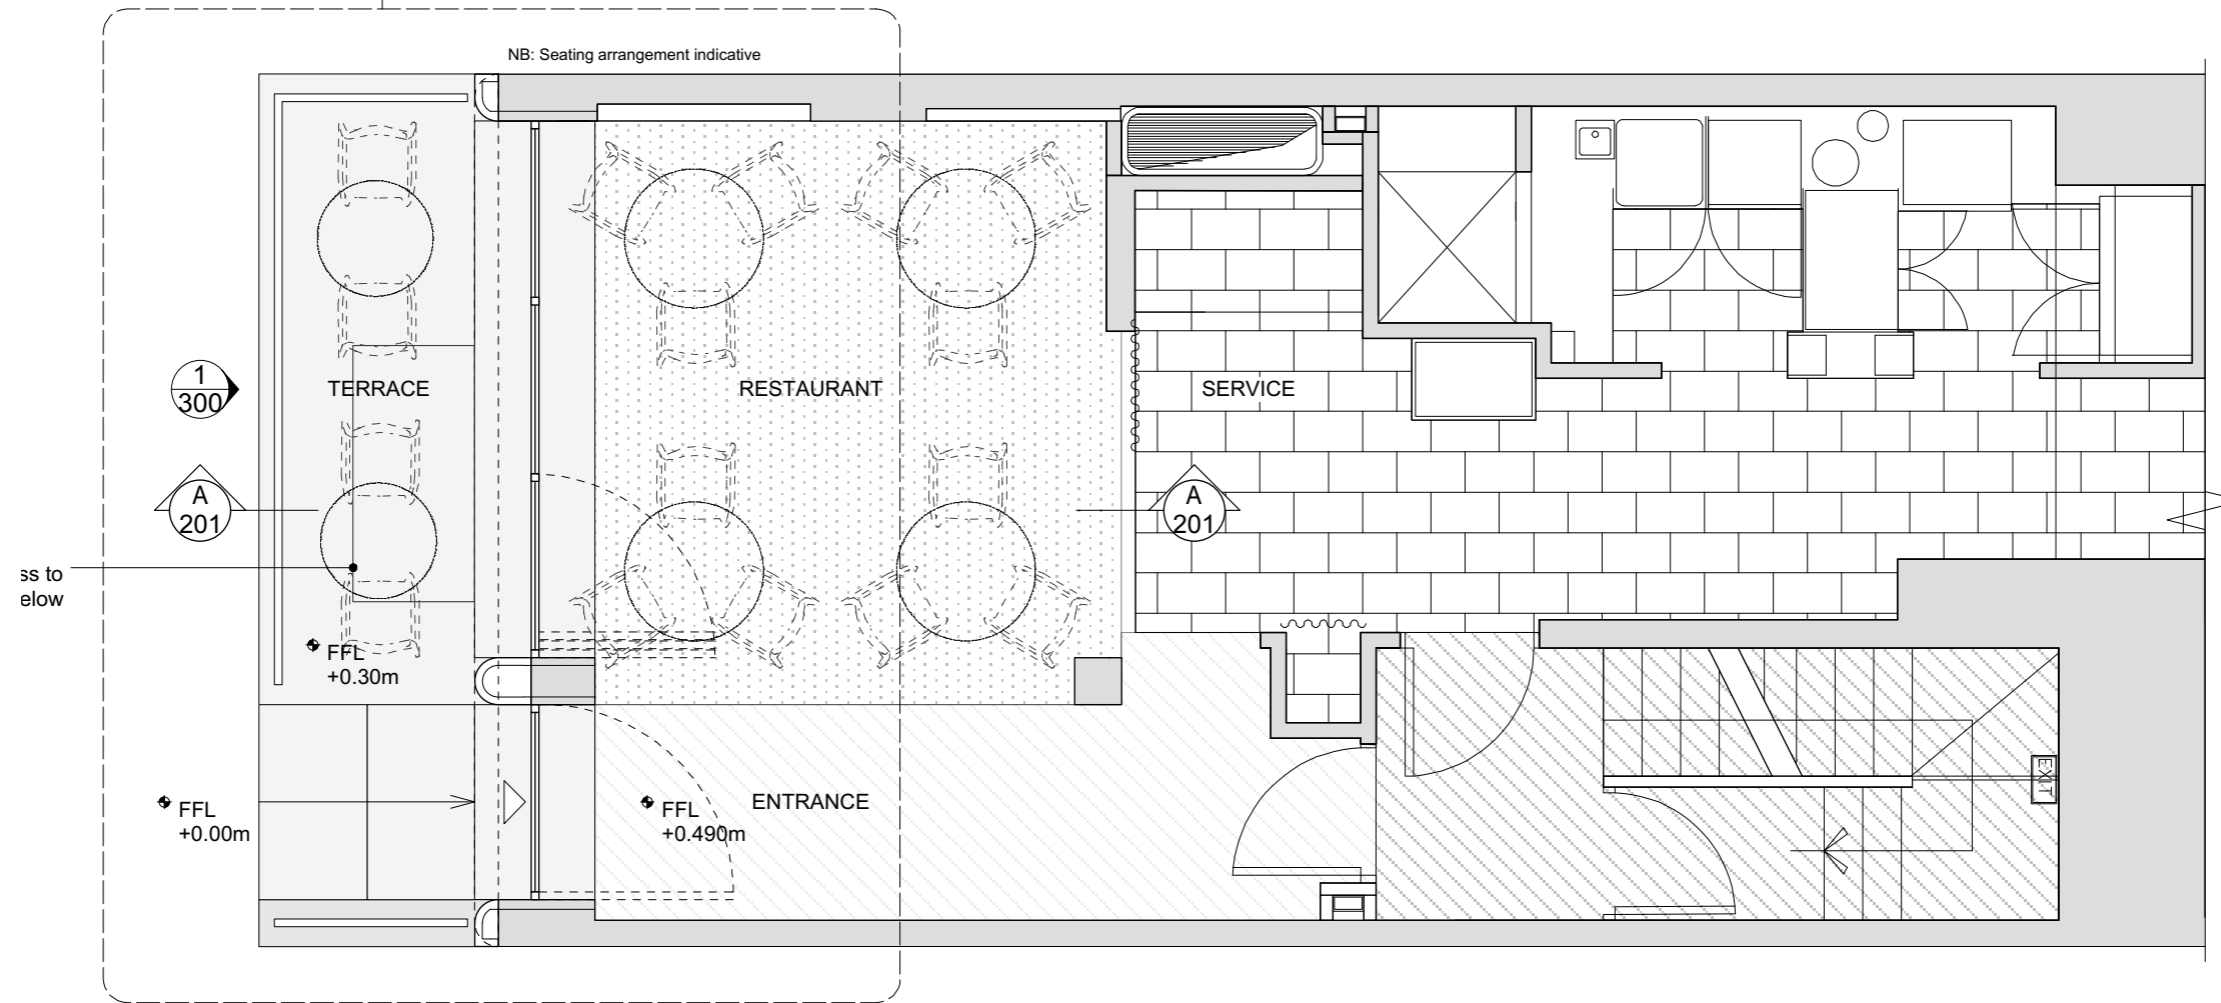 NB: Seating arrangement indicative
1
300
TERRACE
RESTAURANT
SERVICE
A
201
A
201
ss to
elow
FFL
+0.30m
FFL
+0.00m
FFL
+0.490m
ENTRANCE
EXIT